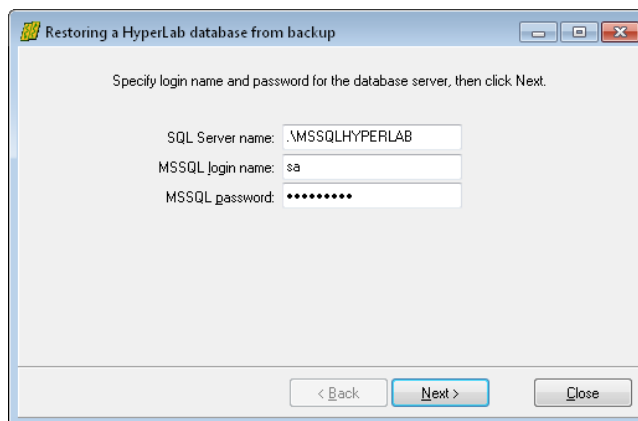 Restoring a HyperLab database from backup
Specify login name and password for the database server, then click Next.
SQL Server name: .\MSSQLHYPERLAB
MSSQL login name: sa
MSSQL password: •••••••••
< Back Next > Close